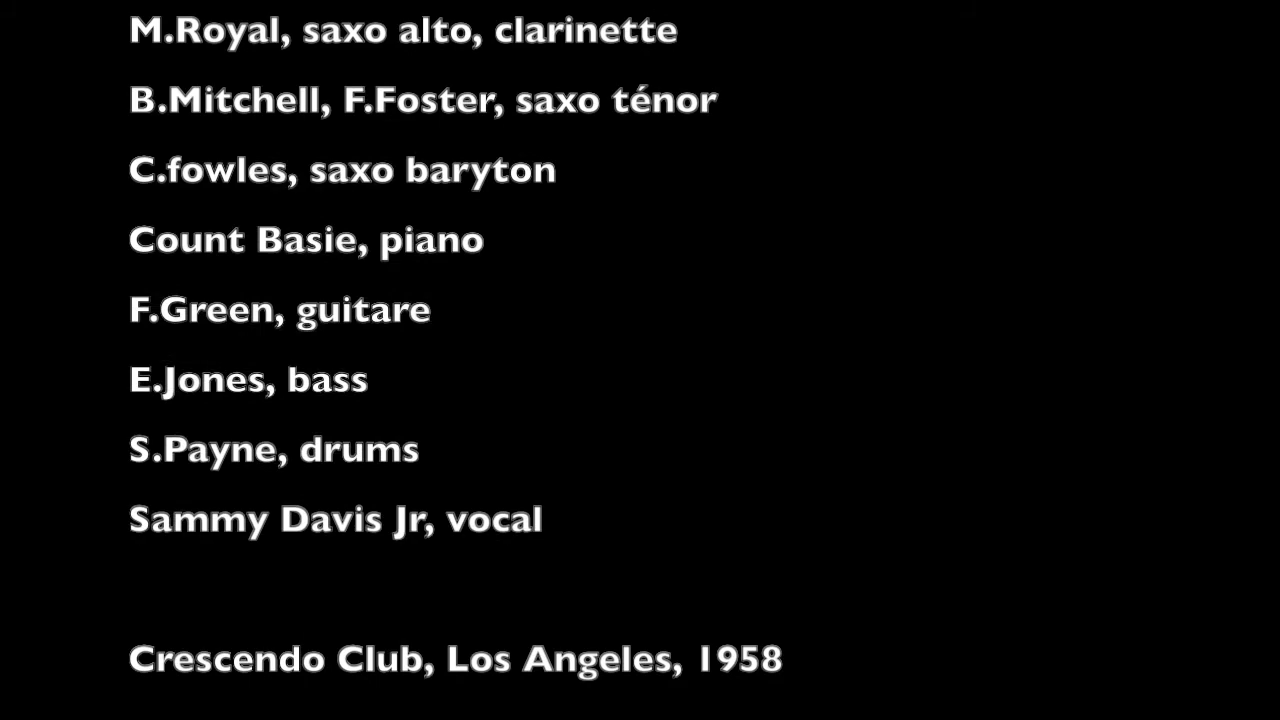 M.Royal, saxo alto, clarinette
B.Mitchell, F.Foster, saxo ténor
C.fowles, saxo baryton
Count Basie, piano
F.Green, guitare
E.Jones, bass
S.Payne, drums
Sammy Davis Jr, vocal
Crescendo Club, Los Angeles, 1958